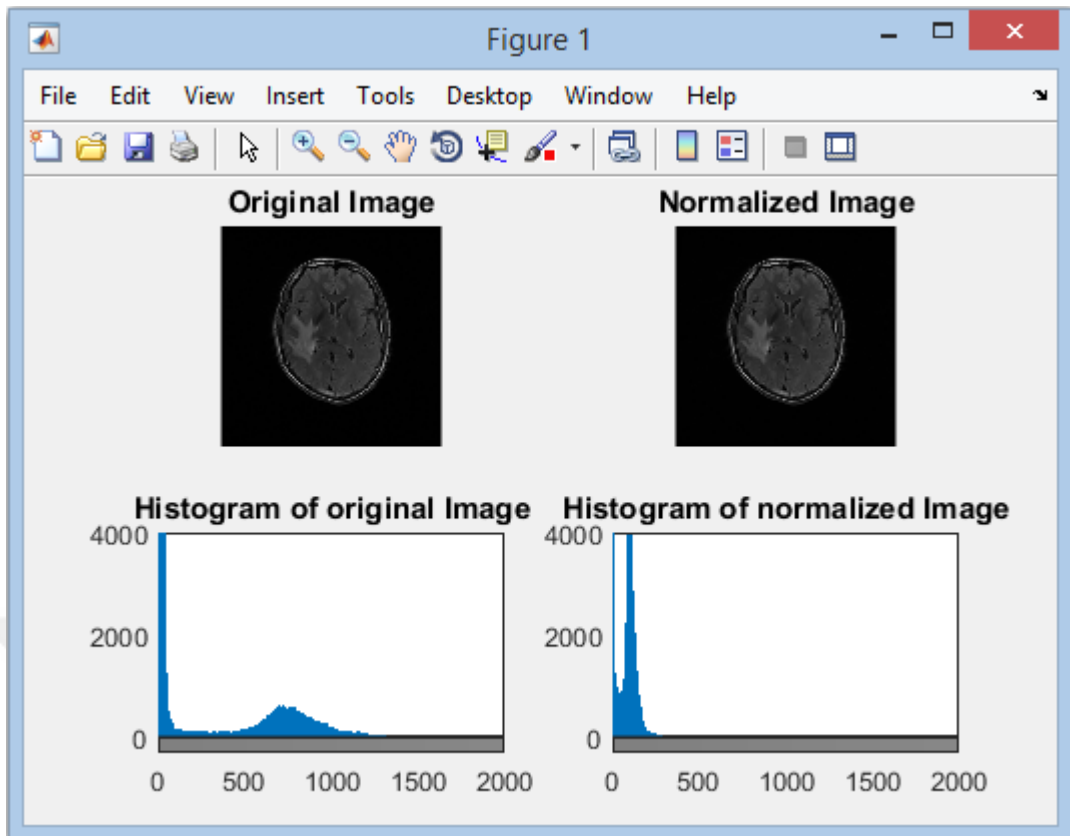 Figure 1
File Edit View Insert Tools Desktop Window Help
Original Image
Normalized Image
Histogram of original Image
4000
2000
0
0 500 1000 1500 2000
Histogram of normalized Image
4000
2000
0
0 500 1000 1500 2000